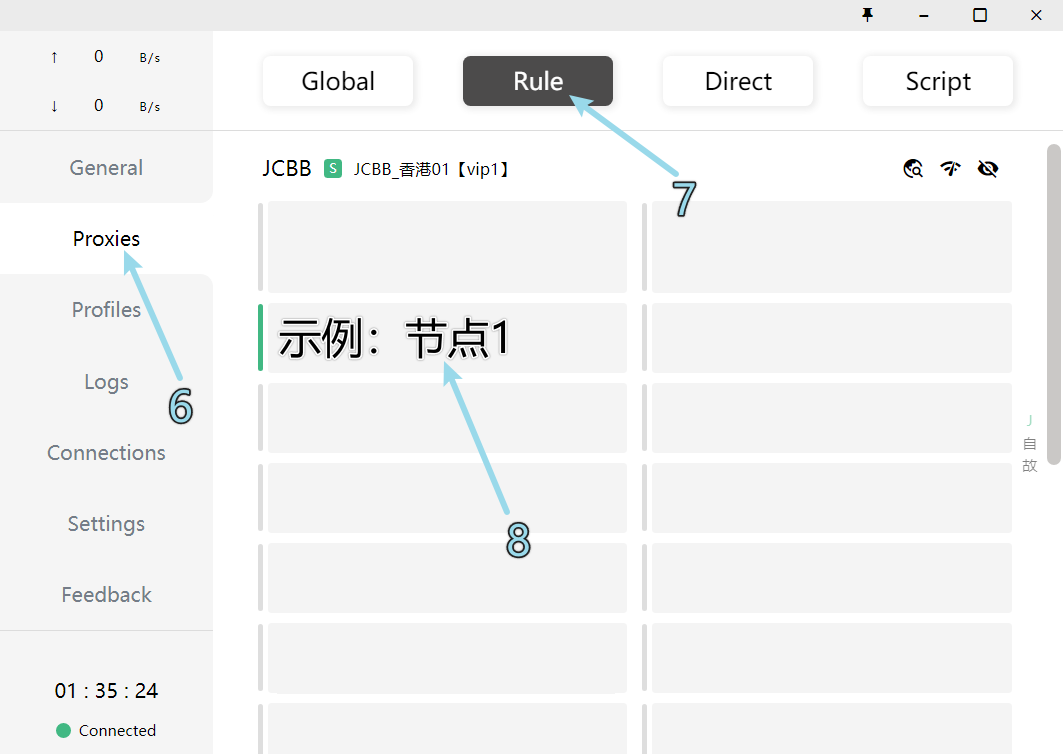 ↑ 0 B/s
↓ 0 B/s
General
Proxies
Profiles
Logs
Connections
Settings
Feedback
01 : 35 : 24
Connected
Global
Rule
Direct
Script
JCBB S JCBB_香港01【vip1】
示例：节点1
J
自
故
6
7
8